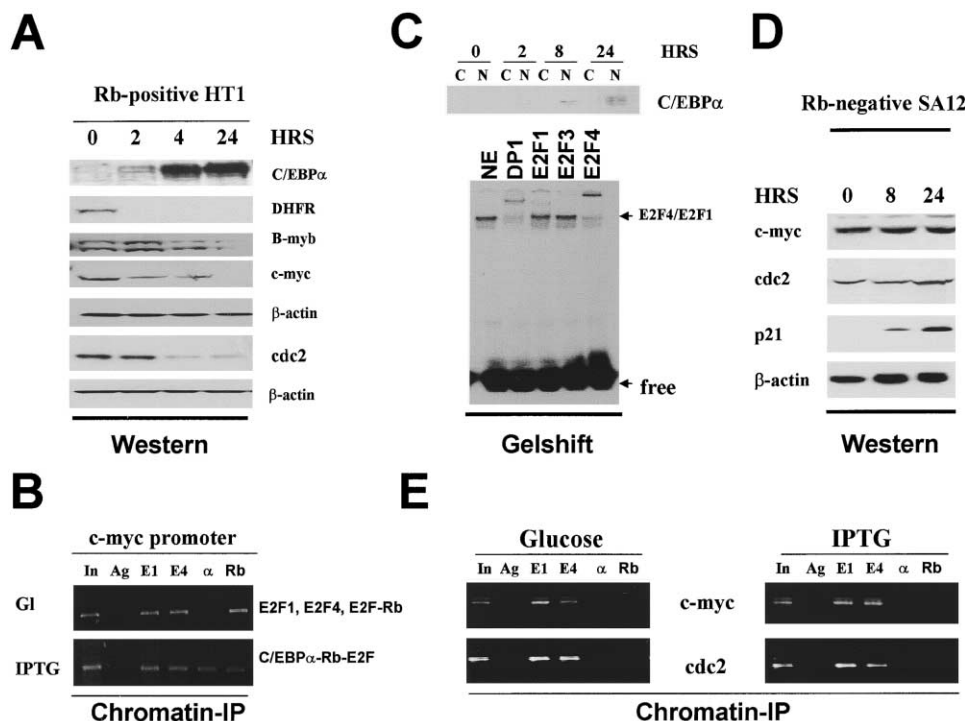 A
Rb-positive HT1
0 2 4 24 HRS
C/EBPα
DHFR
B-myb
c-myc
β-actin
cdc2
β-actin
Western
B
c-myc promoter
In Ag E1 E4 α Rb
Gl
E2F1, E2F4, E2F-Rb
IPTG
C/EBPα-Rb-E2F
Chromatin-IP
C
0 2 8 24 HRS
C N C N C N C N
C/EBPα
NE DP1 E2F1 E2F3 E2F4
E2F4/E2F1
free
Gelshift
D
Rb-negative SA12
HRS 0 8 24
c-myc
cdc2
p21
β-actin
Western
E
Glucose IPTG
In Ag E1 E4 α Rb In Ag E1 E4 α Rb
c-myc
cdc2
Chromatin-IP